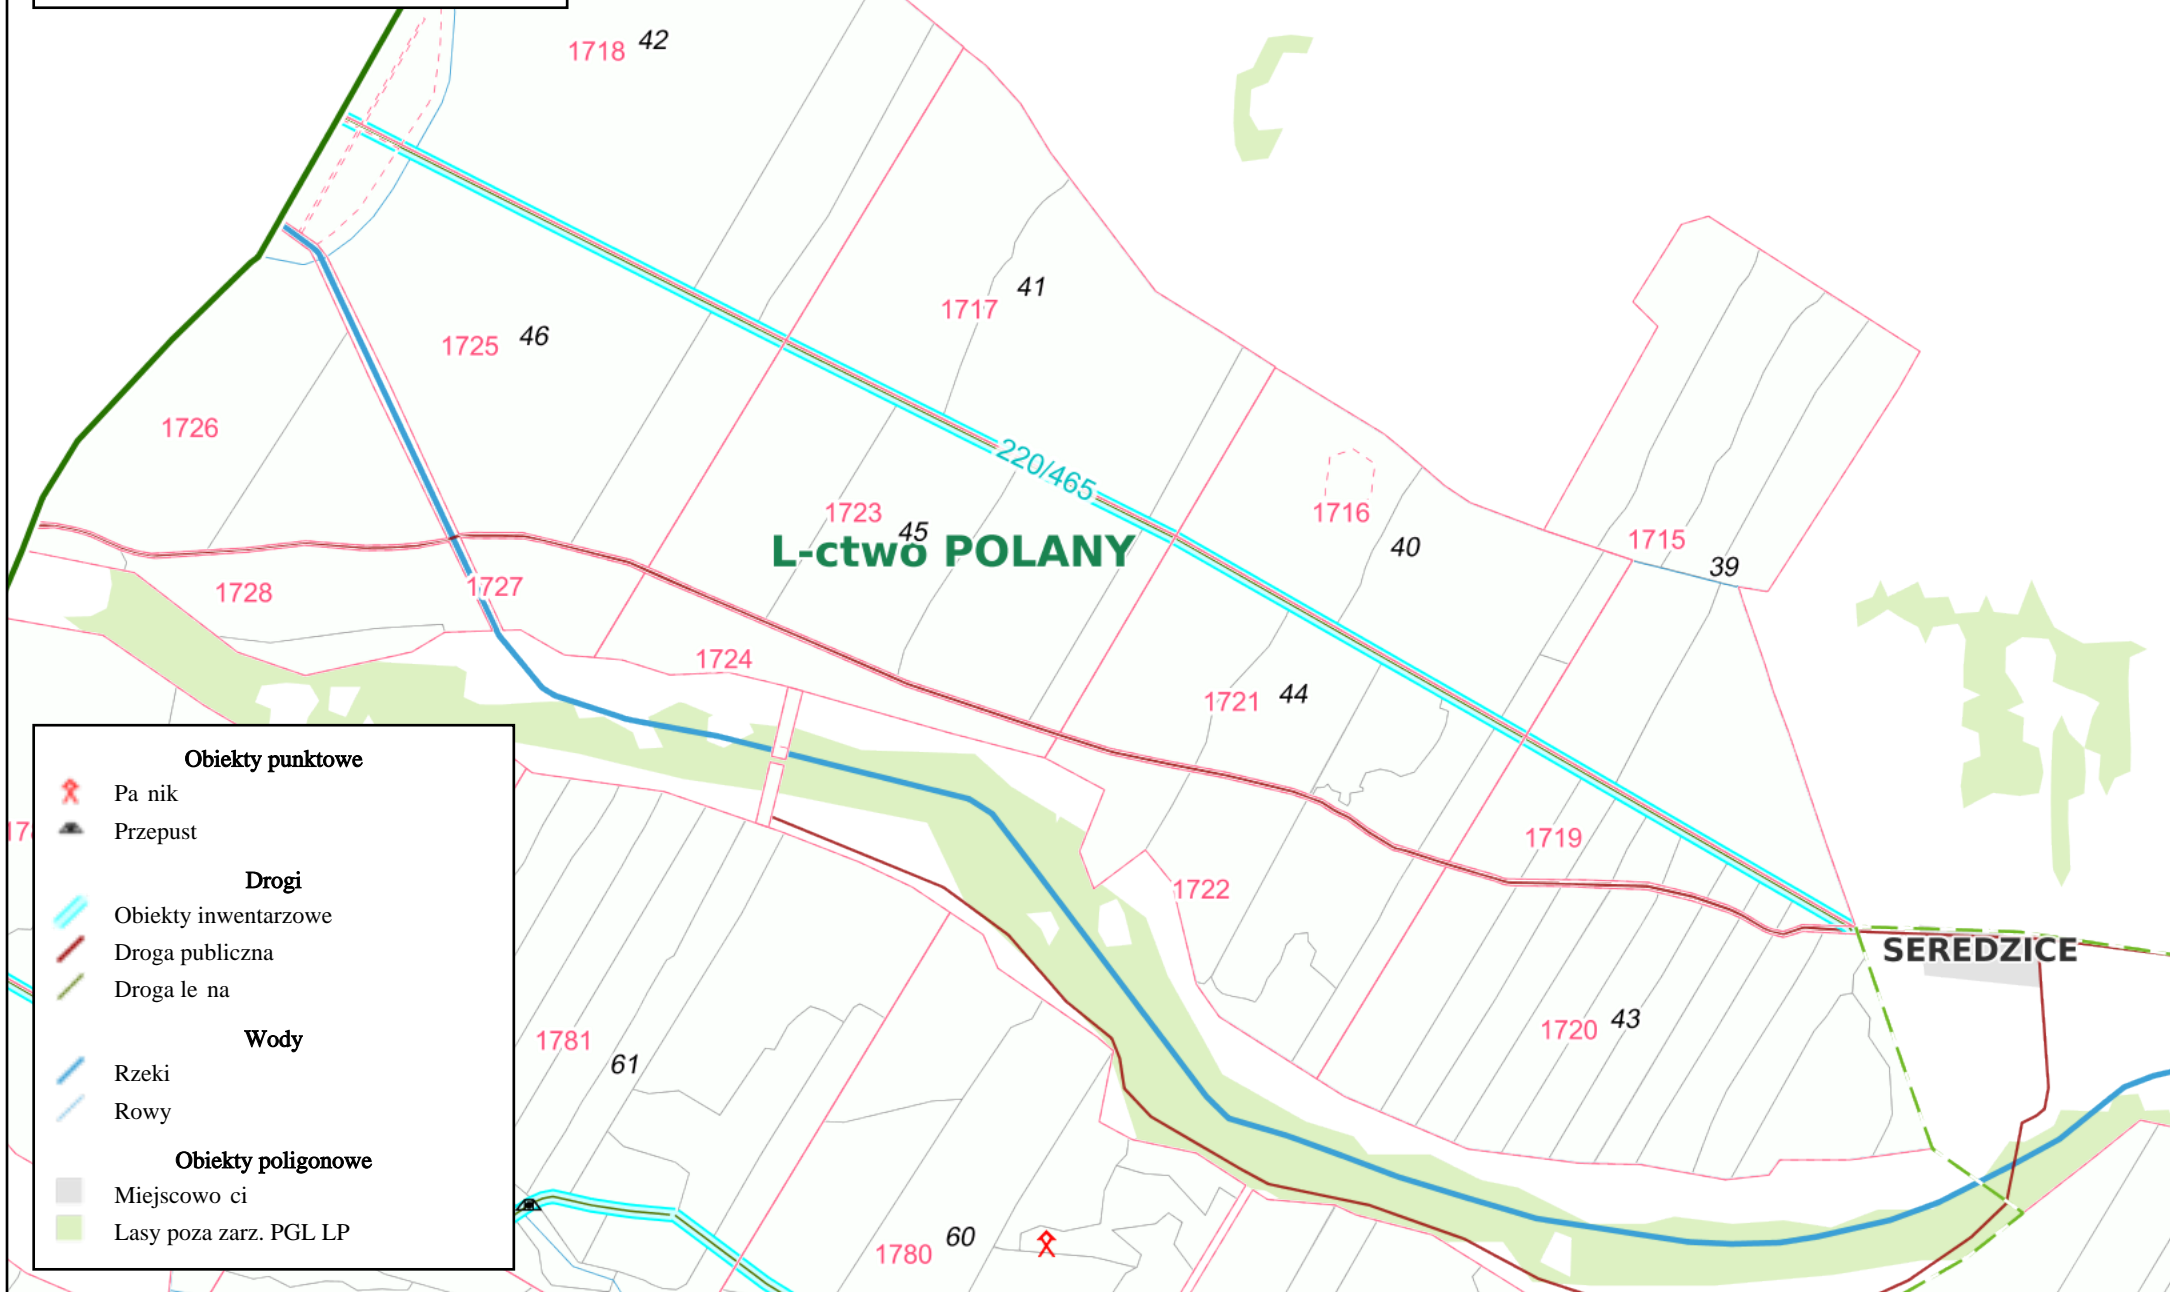 1718 42
41
1717
1725 46
1726
220/465
1723 45
L-ctwo POLANY
1716
40
1715
39
1728
1727
1724
1721 44
1719
1722
SEREDZICE
1720 43
1781
61
1780 60
Obiekty punktowe
Pa nik
Przepust
Drogi
Obiekty inwentarzowe
Droga publiczna
Droga le na
Wody
Rzeki
Rowy
Obiekty poligonowe
Miejscowo ci
Lasy poza zarz. PGL LP